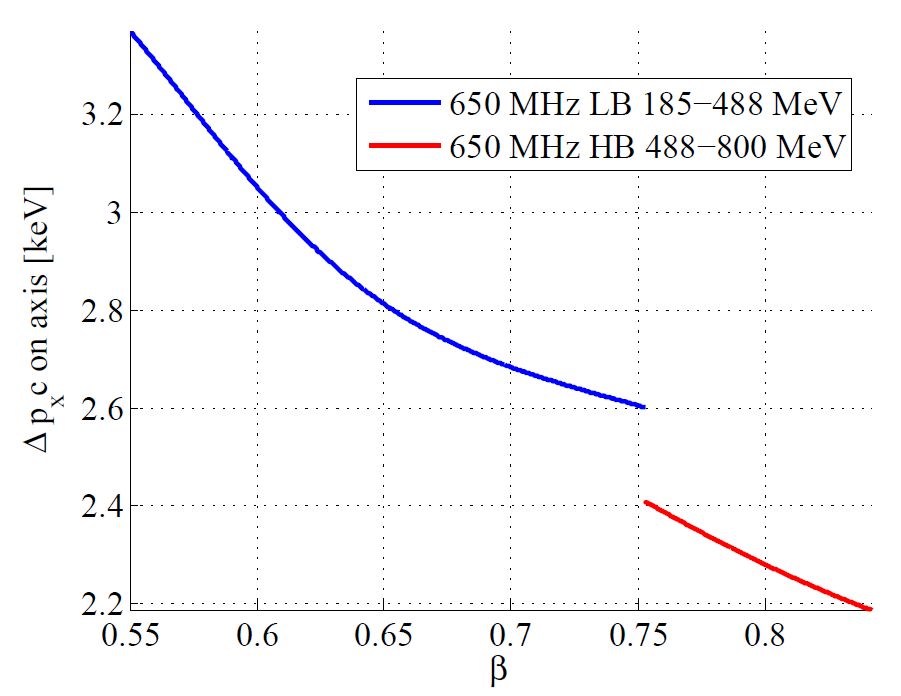 650 MHz LB 185−488 MeV
650 MHz HB 488−800 MeV
Δ pₓc on axis [keV]
3.2
3
2.8
2.6
2.4
2.2
0.55 0.6 0.65 0.7 0.75 0.8
β